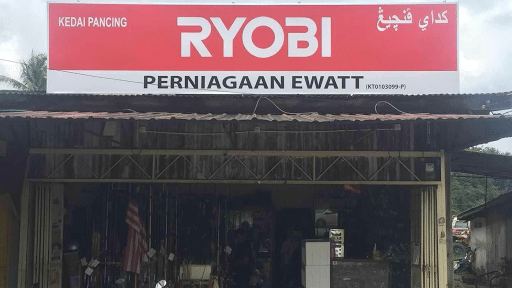 KEDAI PANCING
RYOBI
كداي ڤنچيڠ
PERNIAGAAN EWATT (KT0103099-P)